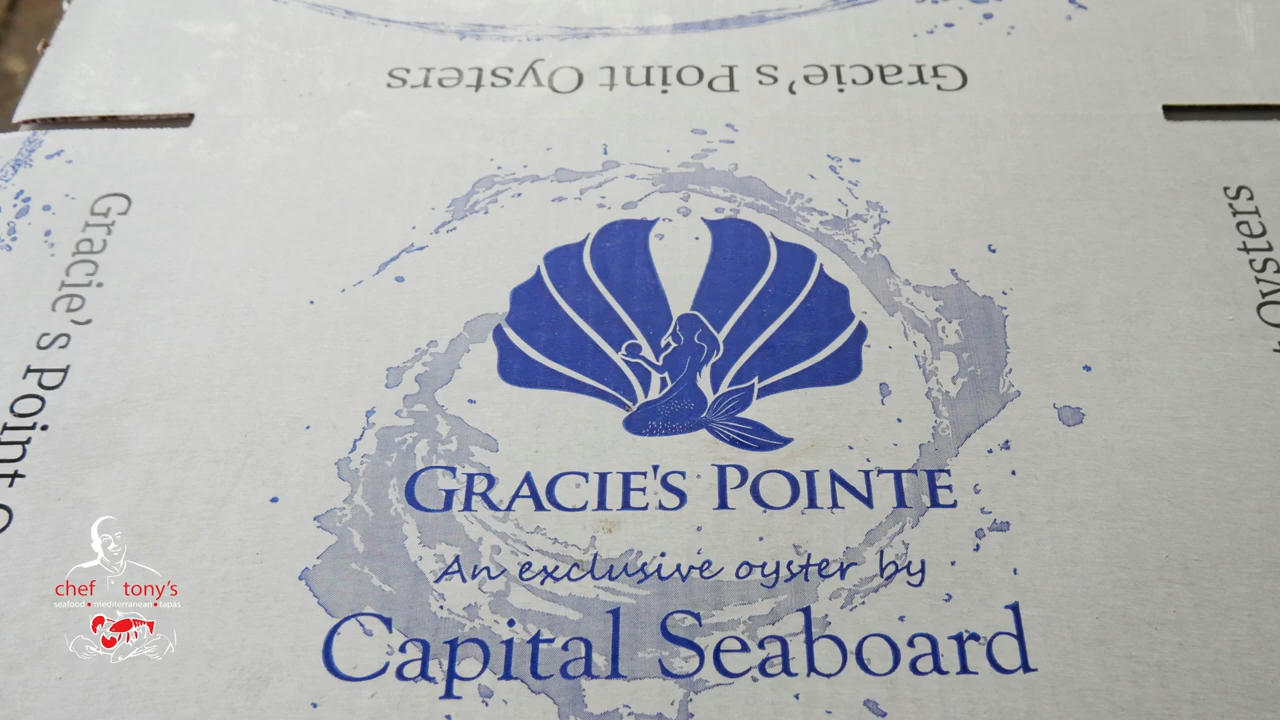 Gracie's Point Oysters
Gracie's Point
Oysters
GRACIE'S POINTE
An exclusive oyster by
Capital Seaboard
chef tony's
seafood • mediterranean • tapas